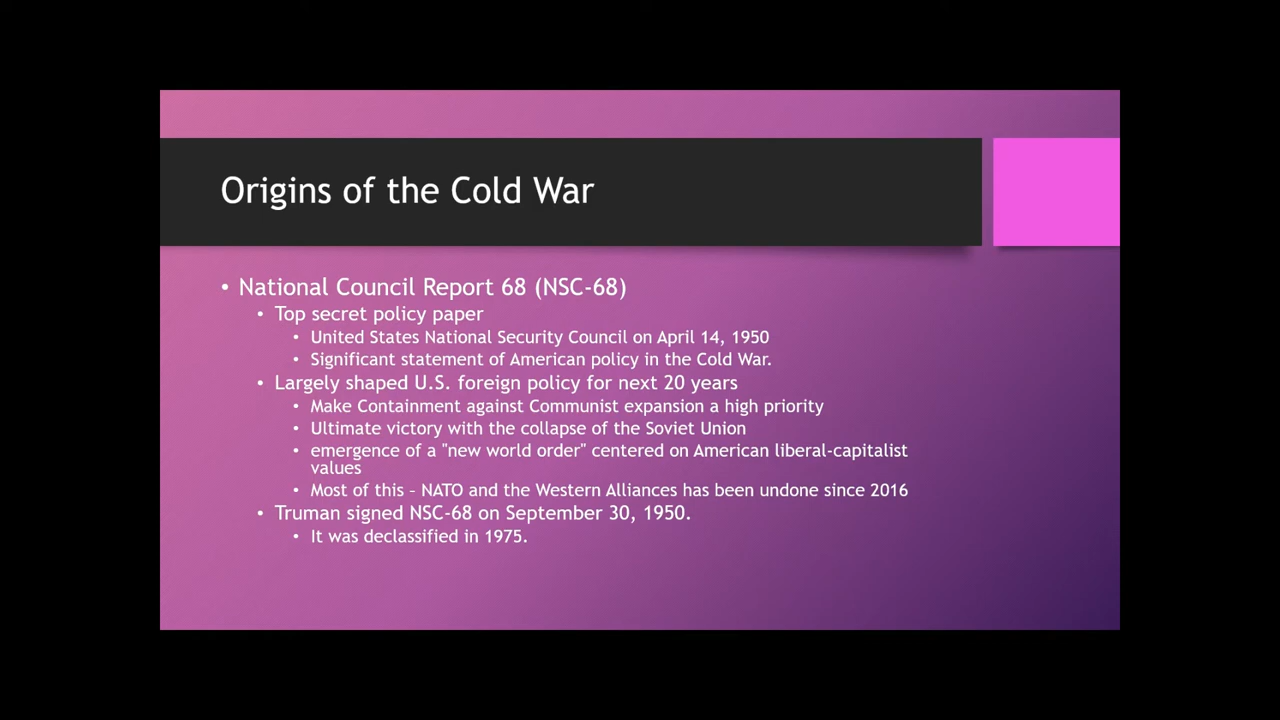 Origins of the Cold War
• National Council Report 68 (NSC-68)
• Top secret policy paper
• United States National Security Council on April 14, 1950
• Significant statement of American policy in the Cold War.
• Largely shaped U.S. foreign policy for next 20 years
• Make Containment against Communist expansion a high priority
• Ultimate victory with the collapse of the Soviet Union
• emergence of a "new world order" centered on American liberal-capitalist
values
• Most of this – NATO and the Western Alliances has been undone since 2016
• Truman signed NSC-68 on September 30, 1950.
• It was declassified in 1975.